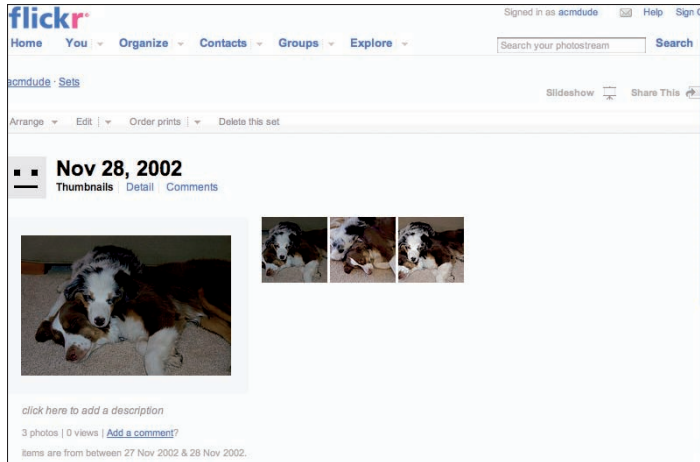 flickr
Signed in as acmdude Help Sign
Home You Organize Contacts Groups Explore
Search your photostream Search
acmdude · Sets
Slideshow Share This
Arrange Edit Order prints Delete this set
Nov 28, 2002
Thumbnails Detail Comments
click here to add a description
3 photos | 0 views | Add a comment?
items are from between 27 Nov 2002 & 28 Nov 2002.